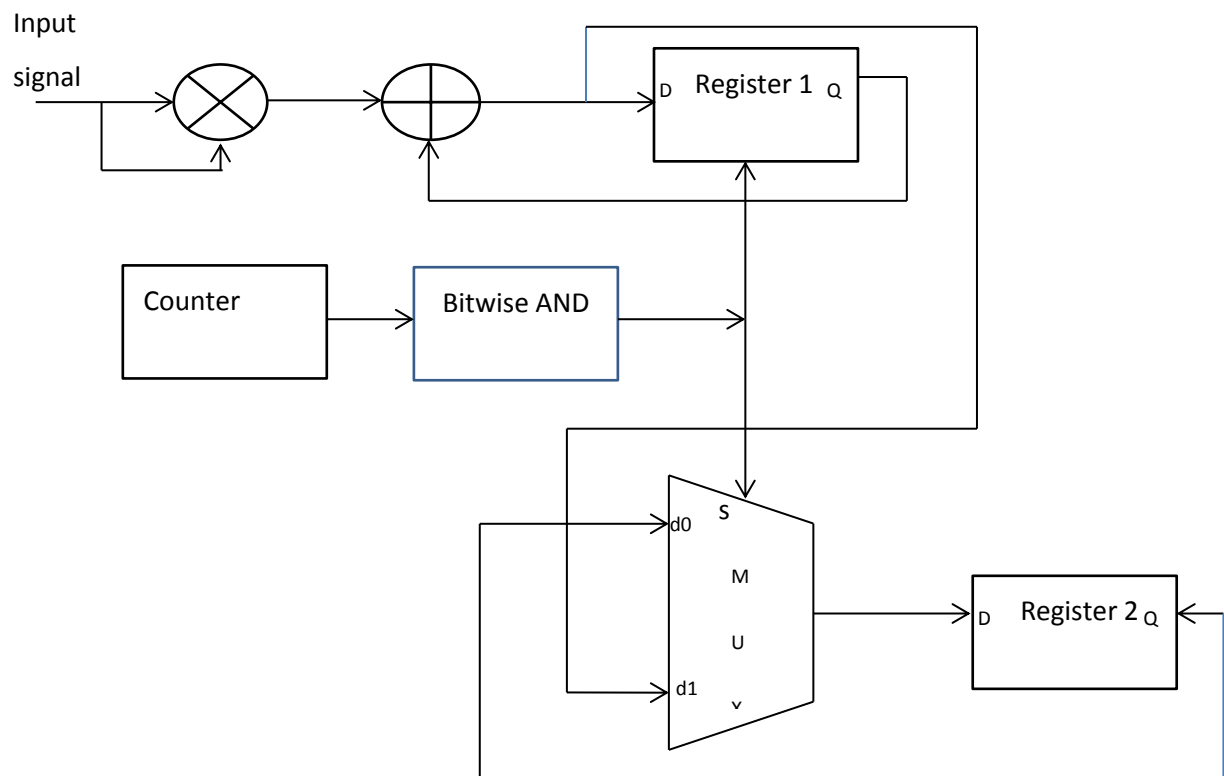 Input
signal
D Register 1 Q
Counter
Bitwise AND
S
d0
M
D Register 2 Q
U
d1